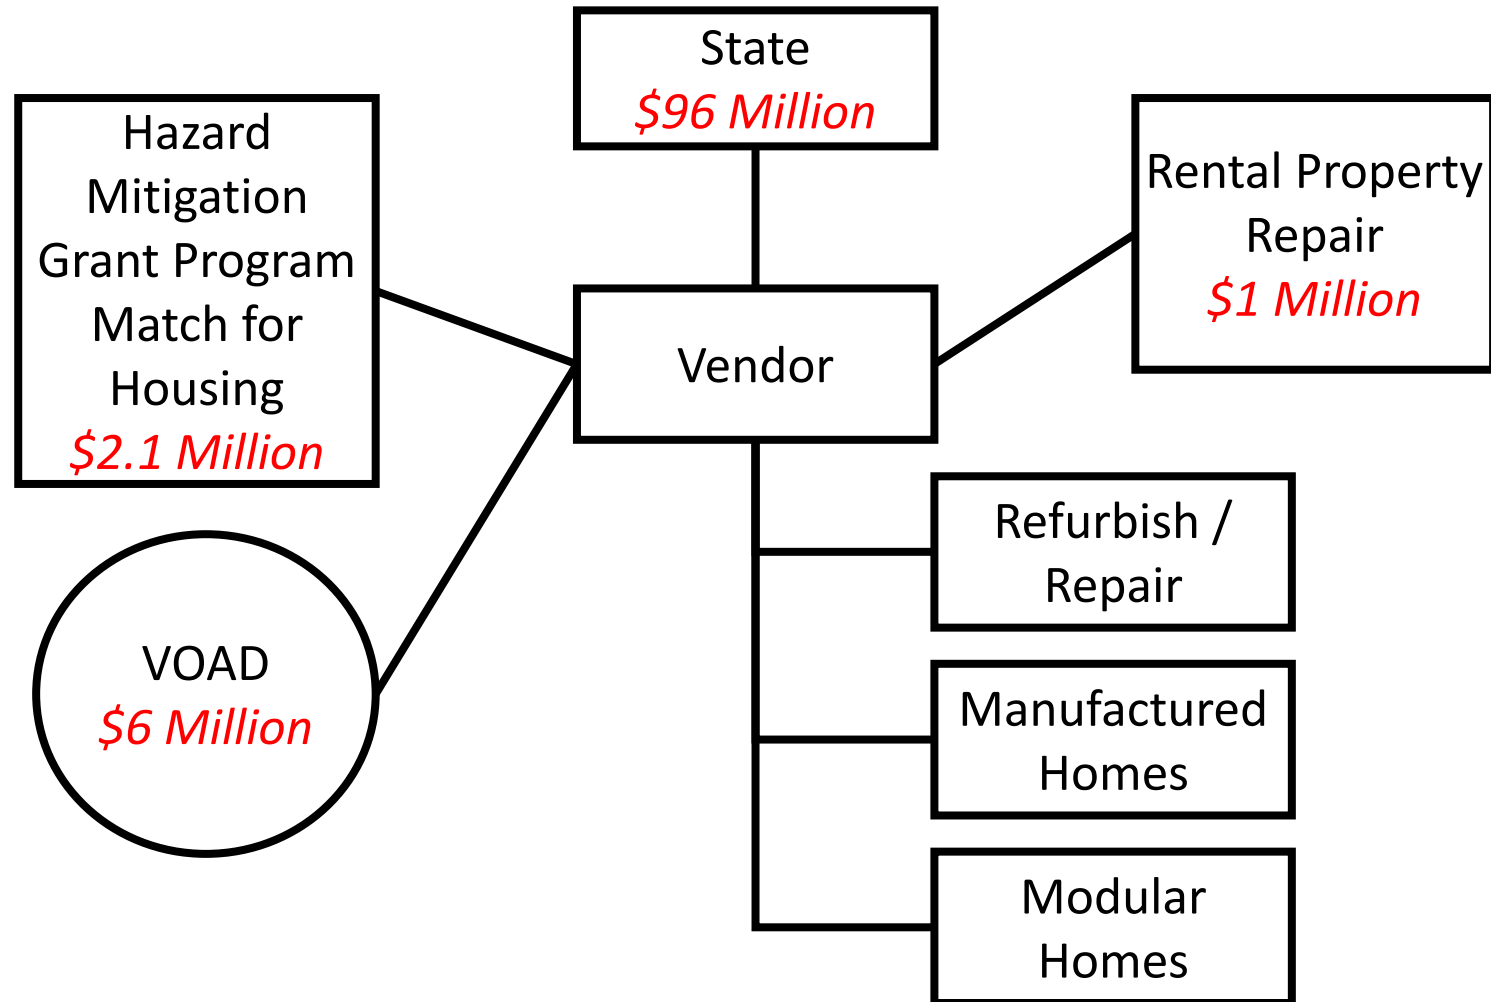 State
$96 Million
Hazard
Mitigation
Grant Program
Match for
Housing
$2.1 Million
Rental Property
Repair
$1 Million
Vendor
VOAD
$6 Million
Refurbish /
Repair
Manufactured
Homes
Modular
Homes